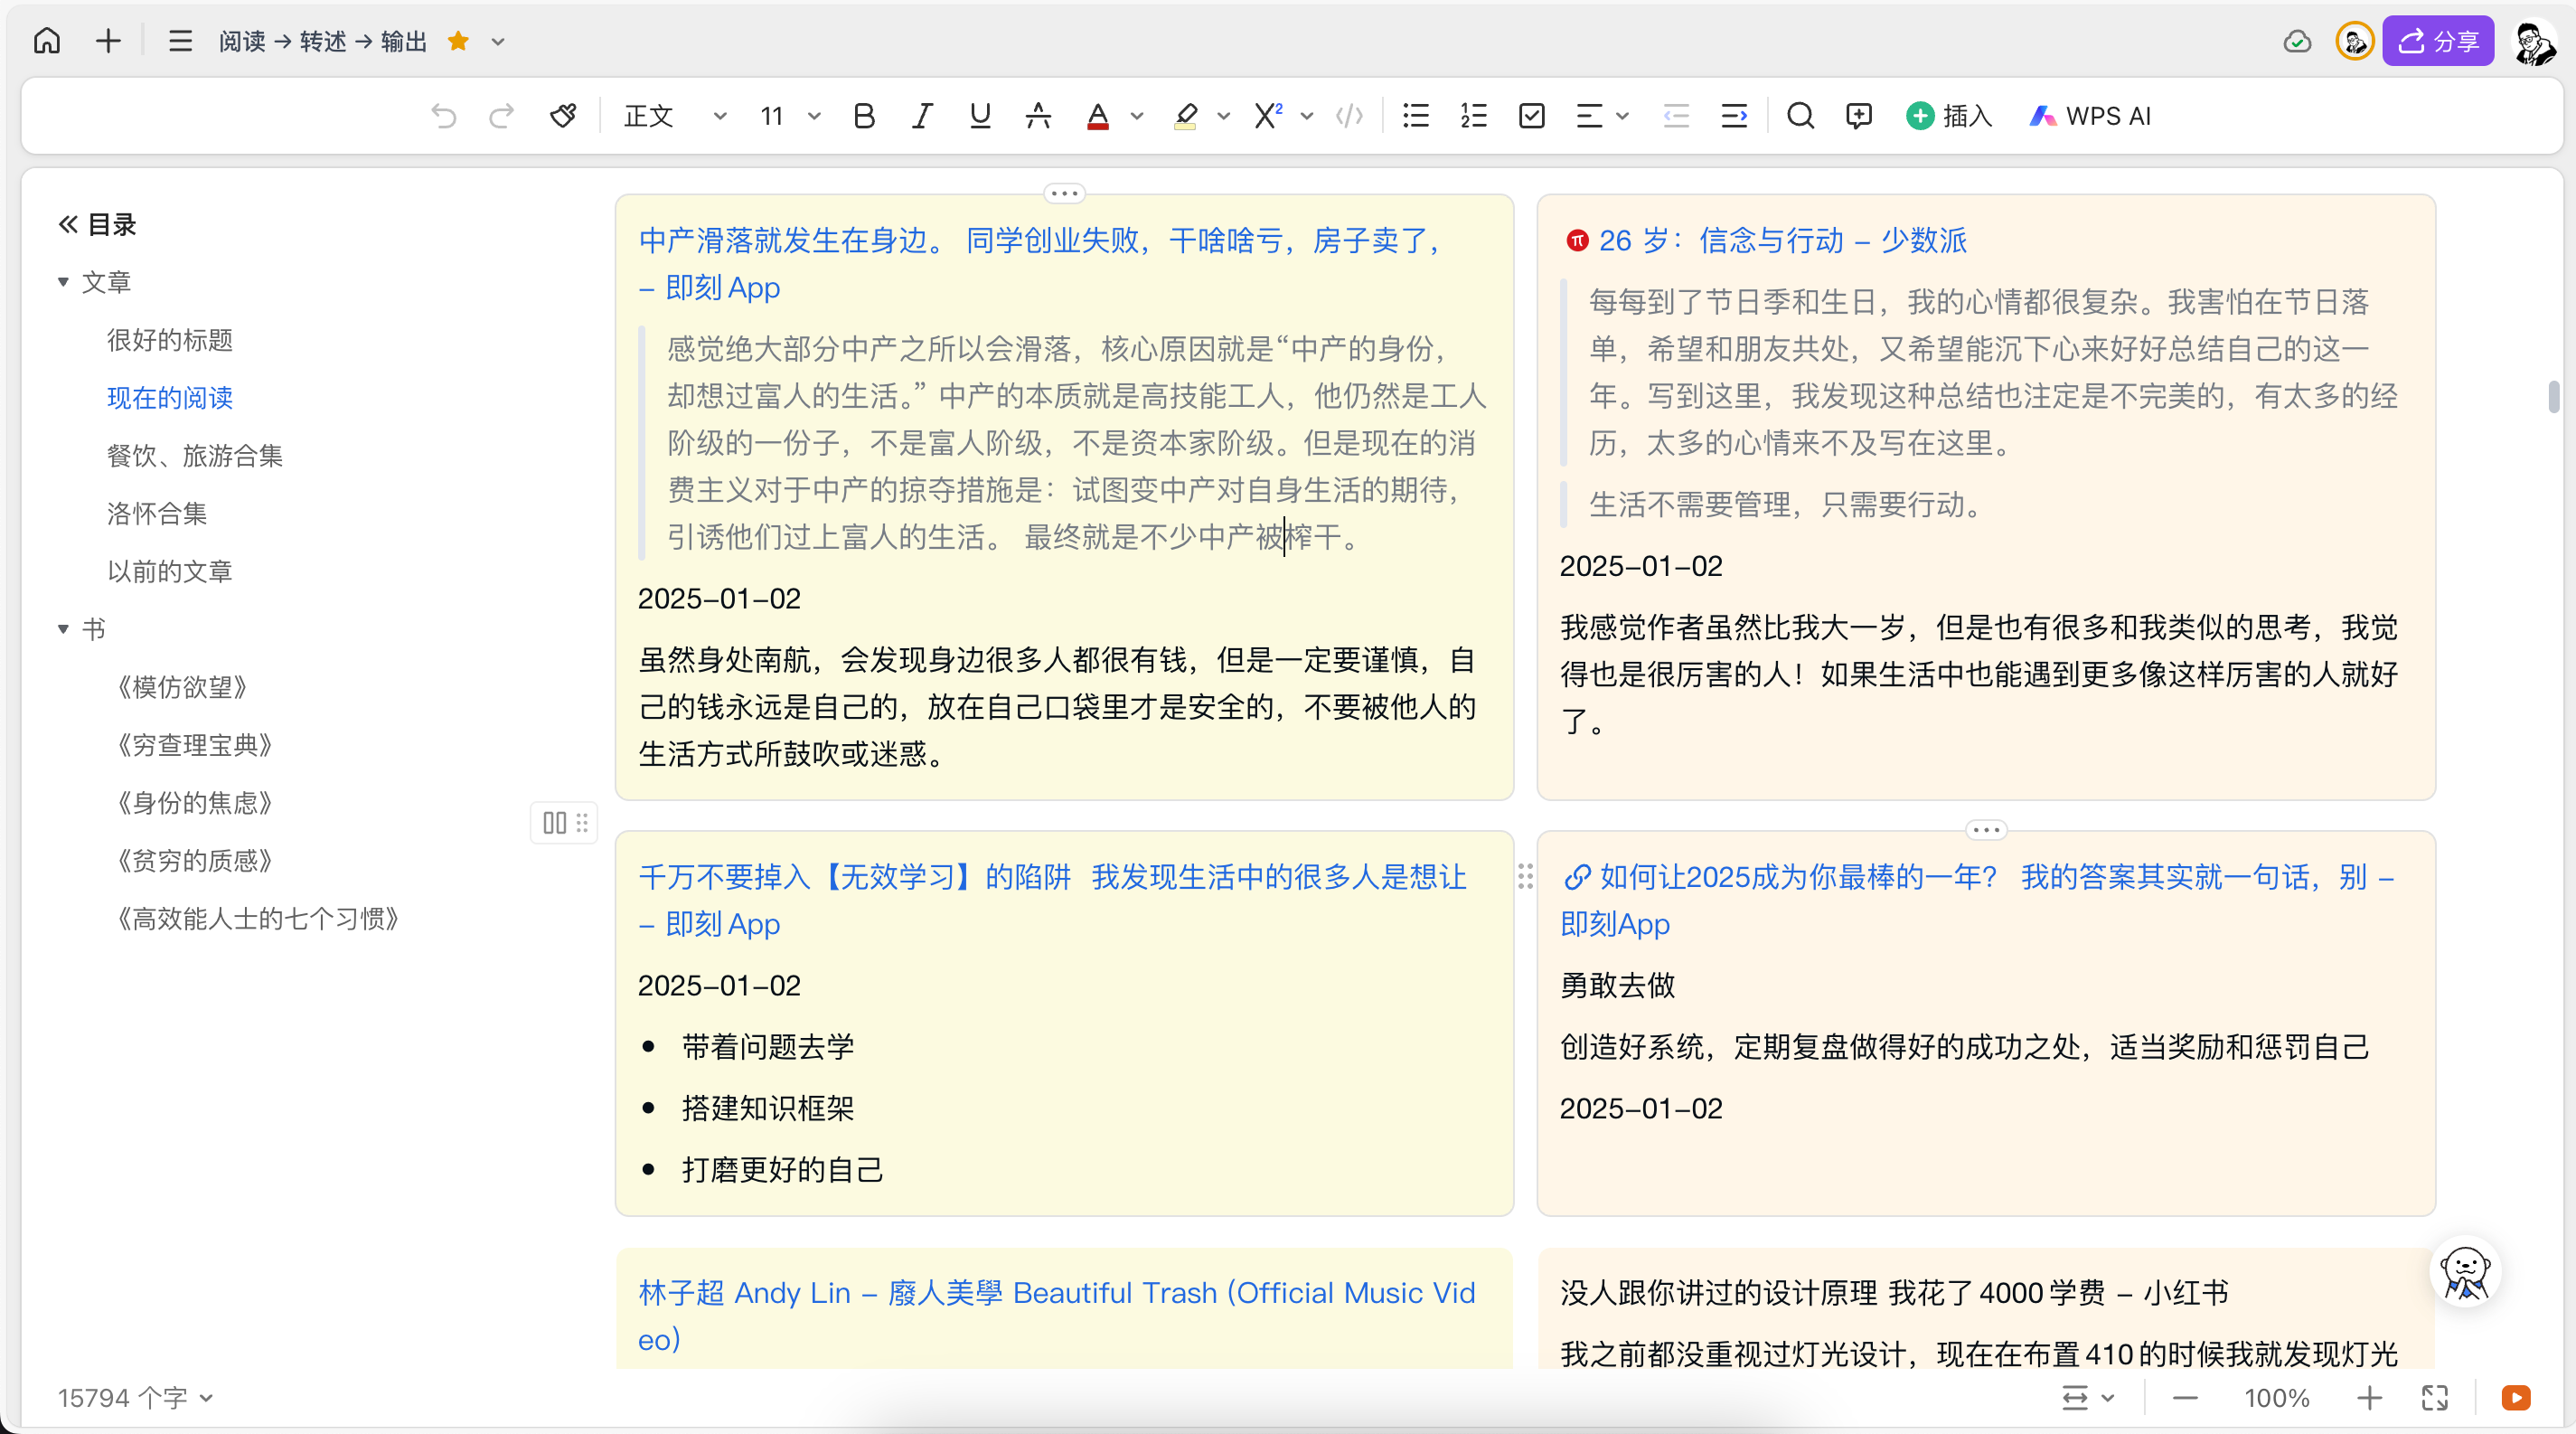 阅读 → 转述 → 输出
分享
正文
11
插入
WPS AI
目录
文章
很好的标题
现在的阅读
餐饮、旅游合集
洛怀合集
以前的文章
书
《模仿欲望》
《穷查理宝典》
《身份的焦虑》
《贫穷的质感》
《高效能人士的七个习惯》
中产滑落就发生在身边。 同学创业失败，干啥啥亏，房子卖了，
– 即刻 App
感觉绝大部分中产之所以会滑落，核心原因就是“中产的身份，
却想过富人的生活。” 中产的本质就是高技能工人，他仍然是工人
阶级的一份子，不是富人阶级，不是资本家阶级。但是现在的消
费主义对于中产的掠夺措施是：试图变中产对自身生活的期待，
引诱他们过上富人的生活。 最终就是不少中产被榨干。
2025–01–02
虽然身处南航，会发现身边很多人都很有钱，但是一定要谨慎，自
己的钱永远是自己的，放在自己口袋里才是安全的，不要被他人的
生活方式所鼓吹或迷惑。
26 岁：信念与行动 – 少数派
每每到了节日季和生日，我的心情都很复杂。我害怕在节日落
单，希望和朋友共处，又希望能沉下心来好好总结自己的这一
年。写到这里，我发现这种总结也注定是不完美的，有太多的经
历，太多的心情来不及写在这里。
生活不需要管理，只需要行动。
2025–01–02
我感觉作者虽然比我大一岁，但是也有很多和我类似的思考，我觉
得也是很厉害的人！如果生活中也能遇到更多像这样厉害的人就好
了。
千万不要掉入【无效学习】的陷阱 我发现生活中的很多人是想让
– 即刻 App
2025–01–02
• 带着问题去学
• 搭建知识框架
• 打磨更好的自己
如何让2025成为你最棒的一年？ 我的答案其实就一句话，别 –
即刻App
勇敢去做
创造好系统，定期复盘做得好的成功之处，适当奖励和惩罚自己
2025–01–02
林子超 Andy Lin – 廢人美學 Beautiful Trash (Official Music Vid
eo)
没人跟你讲过的设计原理 我花了 4000 学费 – 小红书
我之前都没重视过灯光设计，现在在布置 410 的时候我就发现灯光
15794 个字
100%